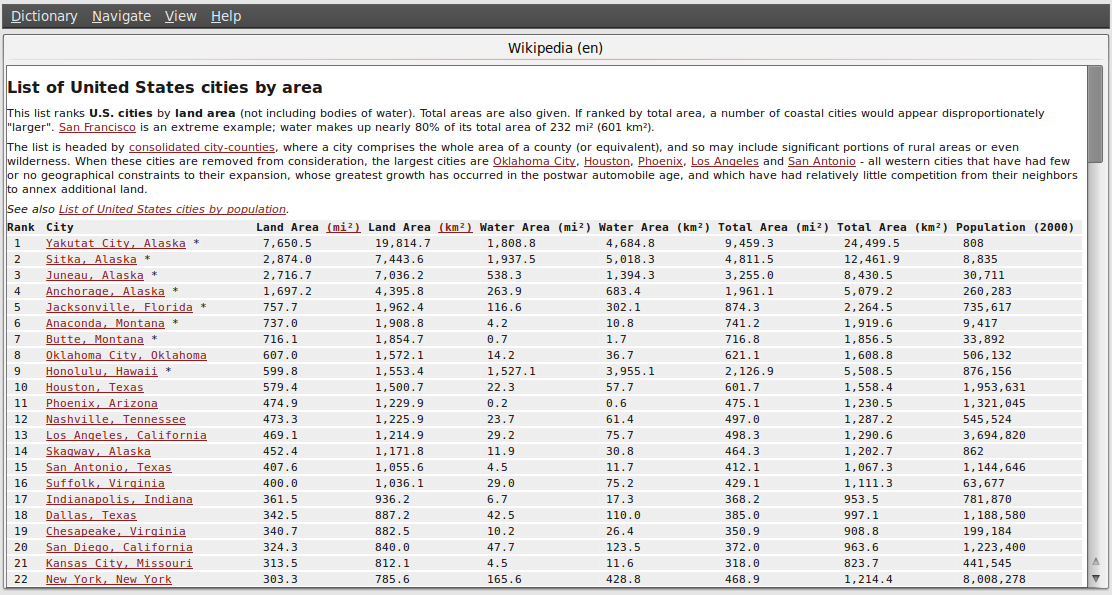 Dictionary Navigate View Help
Wikipedia (en)
List of United States cities by area
This list ranks U.S. cities by land area (not including bodies of water). Total areas are also given. If ranked by total area, a number of coastal cities would appear disproportionately
"larger". San Francisco is an extreme example; water makes up nearly 80% of its total area of 232 mi² (601 km²).
The list is headed by consolidated city-counties, where a city comprises the whole area of a county (or equivalent), and so may include significant portions of rural areas or even
wilderness. When these cities are removed from consideration, the largest cities are Oklahoma City, Houston, Phoenix, Los Angeles and San Antonio - all western cities that have had few
or no geographical constraints to their expansion, whose greatest growth has occurred in the postwar automobile age, and which have had relatively little competition from their neighbors
to annex additional land.
See also List of United States cities by population.
Rank City Land Area (mi²) Land Area (km²) Water Area (mi²) Water Area (km²) Total Area (mi²) Total Area (km²) Population (2000)
1 Yakutat City, Alaska * 7,650.5 19,814.7 1,808.8 4,684.8 9,459.3 24,499.5 808
2 Sitka, Alaska * 2,874.0 7,443.6 1,937.5 5,018.3 4,811.5 12,461.9 8,835
3 Juneau, Alaska * 2,716.7 7,036.2 538.3 1,394.3 3,255.0 8,430.5 30,711
4 Anchorage, Alaska * 1,697.2 4,395.8 263.9 683.4 1,961.1 5,079.2 260,283
5 Jacksonville, Florida * 757.7 1,962.4 116.6 302.1 874.3 2,264.5 735,617
6 Anaconda, Montana * 737.0 1,908.8 4.2 10.8 741.2 1,919.6 9,417
7 Butte, Montana * 716.1 1,854.7 0.7 1.7 716.8 1,856.5 33,892
8 Oklahoma City, Oklahoma 607.0 1,572.1 14.2 36.7 621.1 1,608.8 506,132
9 Honolulu, Hawaii * 599.8 1,553.4 1,527.1 3,955.1 2,126.9 5,508.5 876,156
10 Houston, Texas 579.4 1,500.7 22.3 57.7 601.7 1,558.4 1,953,631
11 Phoenix, Arizona 474.9 1,229.9 0.2 0.6 475.1 1,230.5 1,321,045
12 Nashville, Tennessee 473.3 1,225.9 23.7 61.4 497.0 1,287.2 545,524
13 Los Angeles, California 469.1 1,214.9 29.2 75.7 498.3 1,290.6 3,694,820
14 Skagway, Alaska 452.4 1,171.8 11.9 30.8 464.3 1,202.7 862
15 San Antonio, Texas 407.6 1,055.6 4.5 11.7 412.1 1,067.3 1,144,646
16 Suffolk, Virginia 400.0 1,036.1 29.0 75.2 429.1 1,111.3 63,677
17 Indianapolis, Indiana 361.5 936.2 6.7 17.3 368.2 953.5 781,870
18 Dallas, Texas 342.5 887.2 42.5 110.0 385.0 997.1 1,188,580
19 Chesapeake, Virginia 340.7 882.5 10.2 26.4 350.9 908.8 199,184
20 San Diego, California 324.3 840.0 47.7 123.5 372.0 963.6 1,223,400
21 Kansas City, Missouri 313.5 812.1 4.5 11.6 318.0 823.7 441,545
22 New York, New York 303.3 785.6 165.6 428.8 468.9 1,214.4 8,008,278